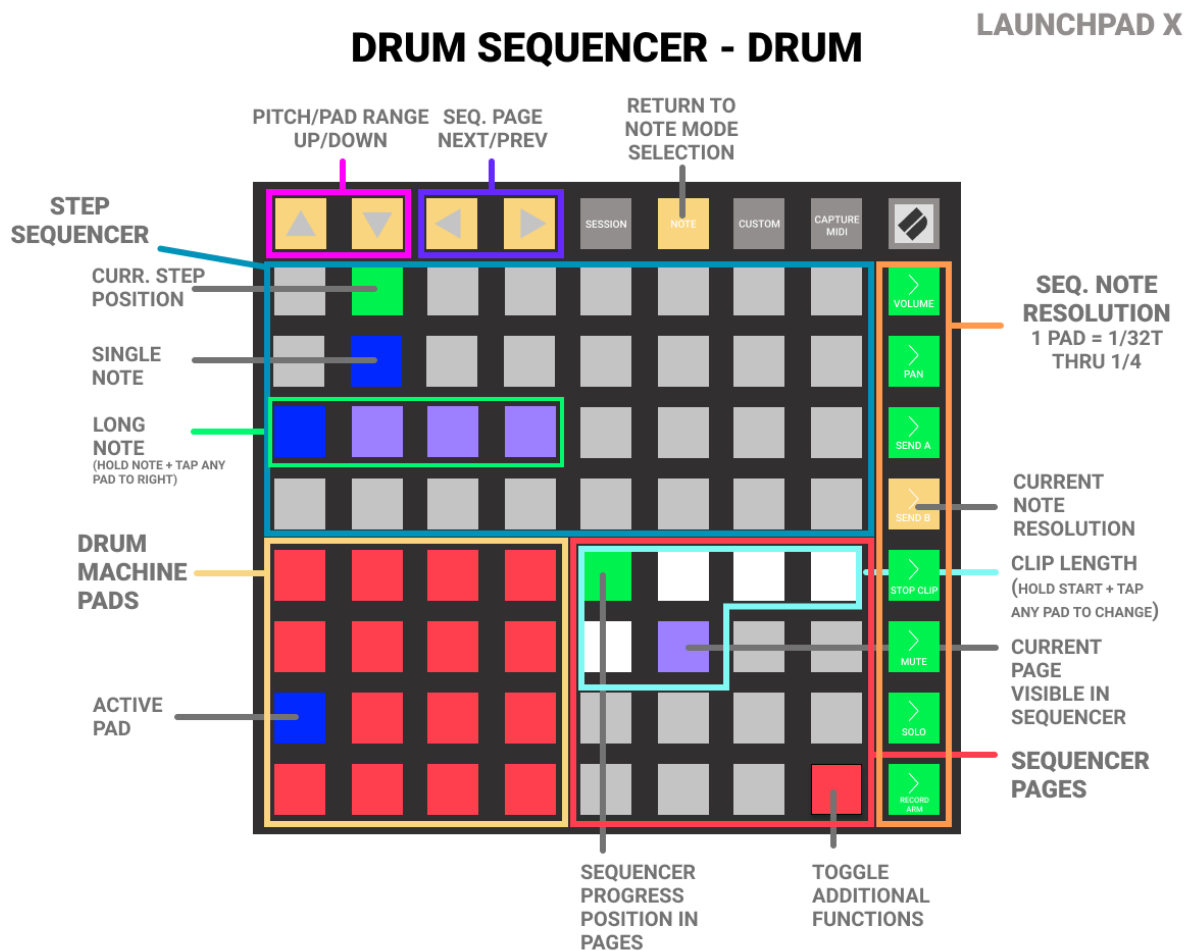 LAUNCHPAD X
DRUM SEQUENCER - DRUM
PITCH/PAD RANGE
UP/DOWN
SEQ. PAGE
NEXT/PREV
RETURN TO
NOTE MODE
SELECTION
STEP
SEQUENCER
SESSION
NOTE
CUSTOM
CAPTURE
MIDI
CURR. STEP
POSITION
VOLUME
SEQ. NOTE
RESOLUTION
1 PAD = 1/32T
THRU 1/4
SINGLE
NOTE
PAN
LONG
NOTE
(HOLD NOTE + TAP ANY
PAD TO RIGHT)
SEND A
SEND B
CURRENT
NOTE
RESOLUTION
DRUM
MACHINE
PADS
STOP CLIP
CLIP LENGTH
(HOLD START + TAP
ANY PAD TO CHANGE)
MUTE
CURRENT
PAGE
VISIBLE IN
SEQUENCER
ACTIVE
PAD
SOLO
SEQUENCER
PAGES
RECORD
ARM
SEQUENCER
PROGRESS
POSITION IN
PAGES
TOGGLE
ADDITIONAL
FUNCTIONS